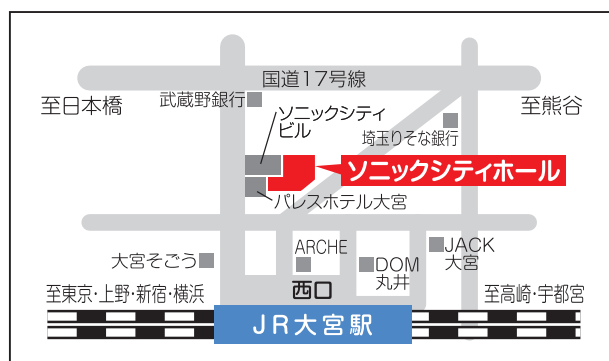 国道17号線
至日本橋
武蔵野銀行
ソニックシティ
ビル
至熊谷
埼玉りそな銀行
ソニックシティホール
パレスホテル大宮
大宮そごう
ARCHE
DOM
丸井
JACK
大宮
至東京・上野・新宿・横浜
西口
至高崎・宇都宮
JR大宮駅